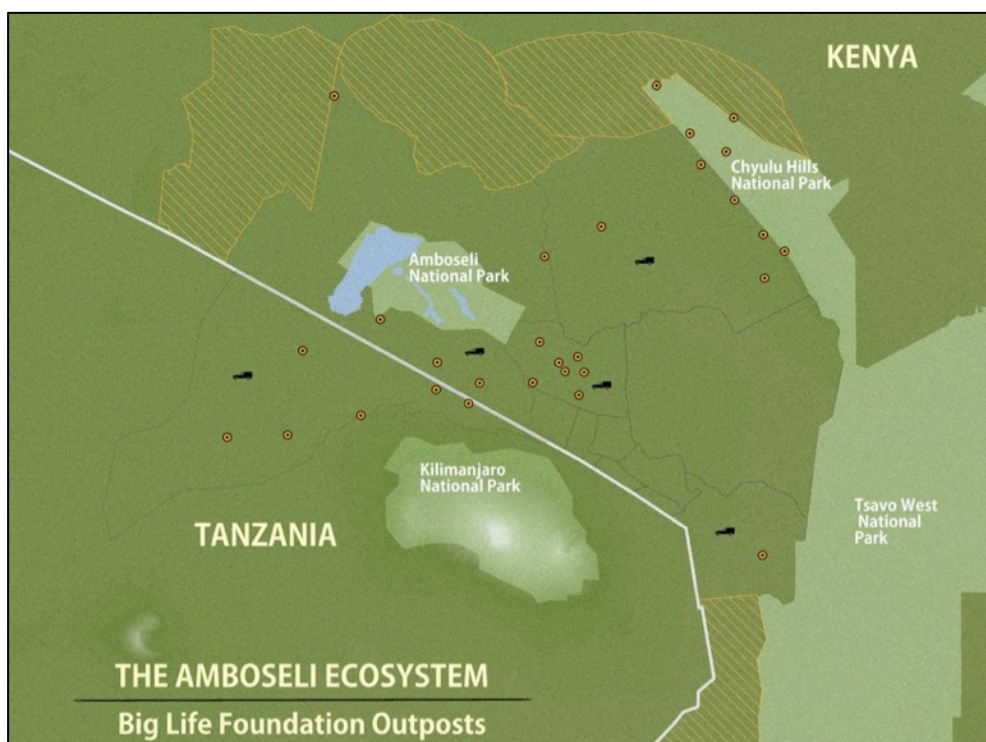 KENYA
Chyulu Hills
National Park
Amboseli
National Park
Kilimanjaro
National Park
Tsavo West
National
Park
TANZANIA
THE AMBOSELI ECOSYSTEM
Big Life Foundation Outposts